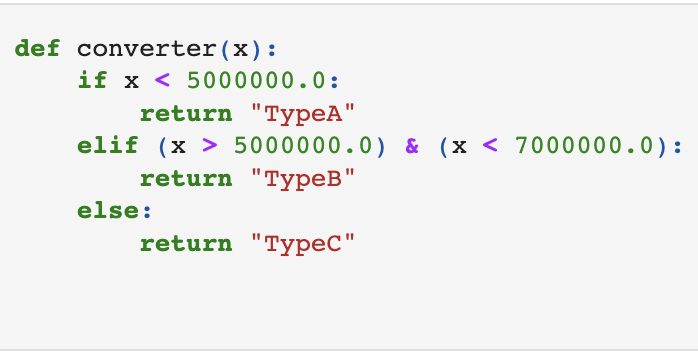 def converter(x):
    if x < 5000000.0:
        return "TypeA"
    elif (x > 5000000.0) & (x < 7000000.0):
        return "TypeB"
    else:
        return "TypeC"